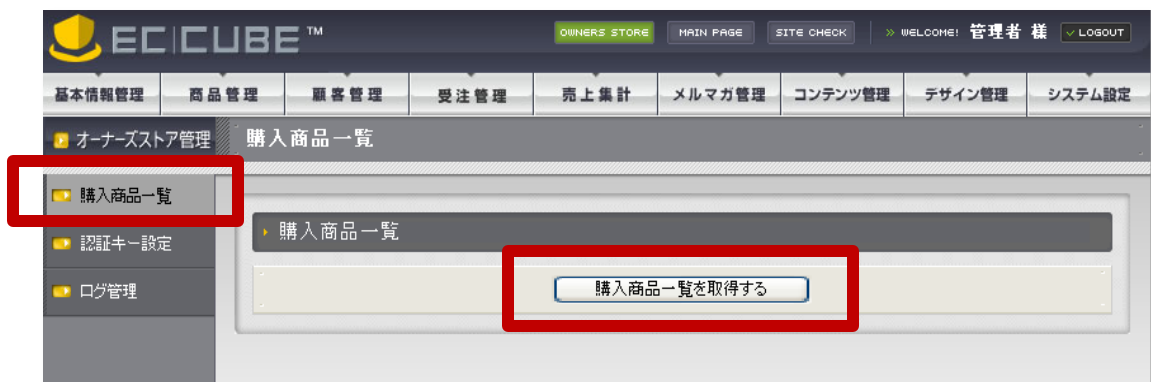 EC CUBE™
OWNERS STORE MAIN PAGE SITE CHECK » WELCOME! 管理者 様 LOGOUT
基本情報管理 商品管理 顧客管理 受注管理 売上集計 メルマガ管理 コンテンツ管理 デザイン管理 システム設定
オーナーズストア管理
購入商品一覧
購入商品一覧
認証キー設定
ログ管理
購入商品一覧
購入商品一覧を取得する